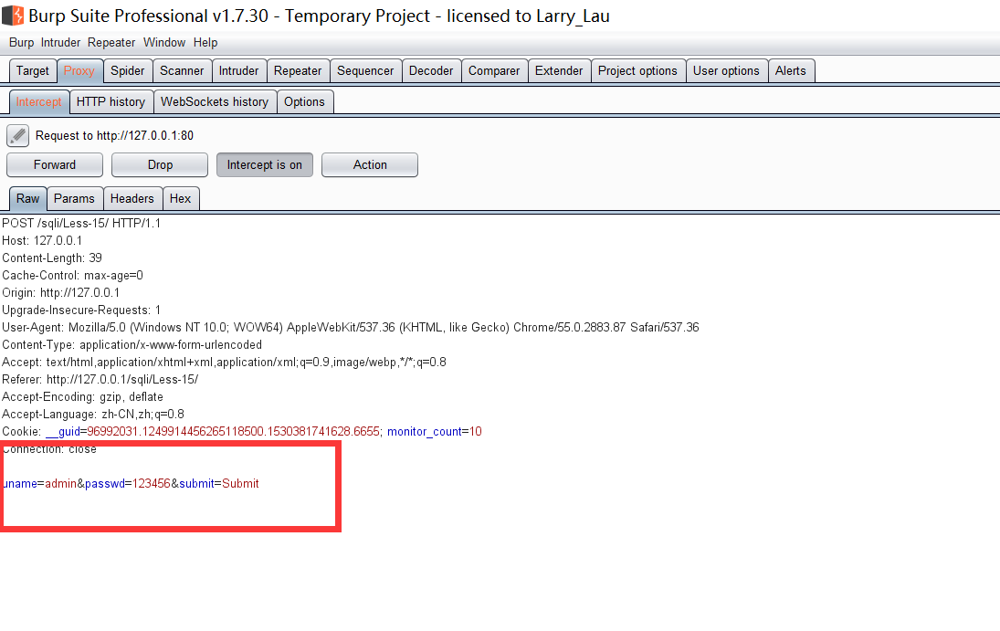 Burp Suite Professional v1.7.30 - Temporary Project - licensed to Larry_Lau
Burp Intruder Repeater Window Help
Target Proxy Spider Scanner Intruder Repeater Sequencer Decoder Comparer Extender Project options User options Alerts
Intercept HTTP history WebSockets history Options
Request to http://127.0.0.1:80
Forward Drop Intercept is on Action
Raw Params Headers Hex
POST /sqli/Less-15/ HTTP/1.1
Host: 127.0.0.1
Content-Length: 39
Cache-Control: max-age=0
Origin: http://127.0.0.1
Upgrade-Insecure-Requests: 1
User-Agent: Mozilla/5.0 (Windows NT 10.0; WOW64) AppleWebKit/537.36 (KHTML, like Gecko) Chrome/55.0.2883.87 Safari/537.36
Content-Type: application/x-www-form-urlencoded
Accept: text/html,application/xhtml+xml,application/xml;q=0.9,image/webp,*/*;q=0.8
Referer: http://127.0.0.1/sqli/Less-15/
Accept-Encoding: gzip, deflate
Accept-Language: zh-CN,zh;q=0.8
Cookie: __guid=96992031.1249914456265118500.1530381741628.6655; monitor_count=10
Connection: close
uname=admin&passwd=123456&submit=Submit